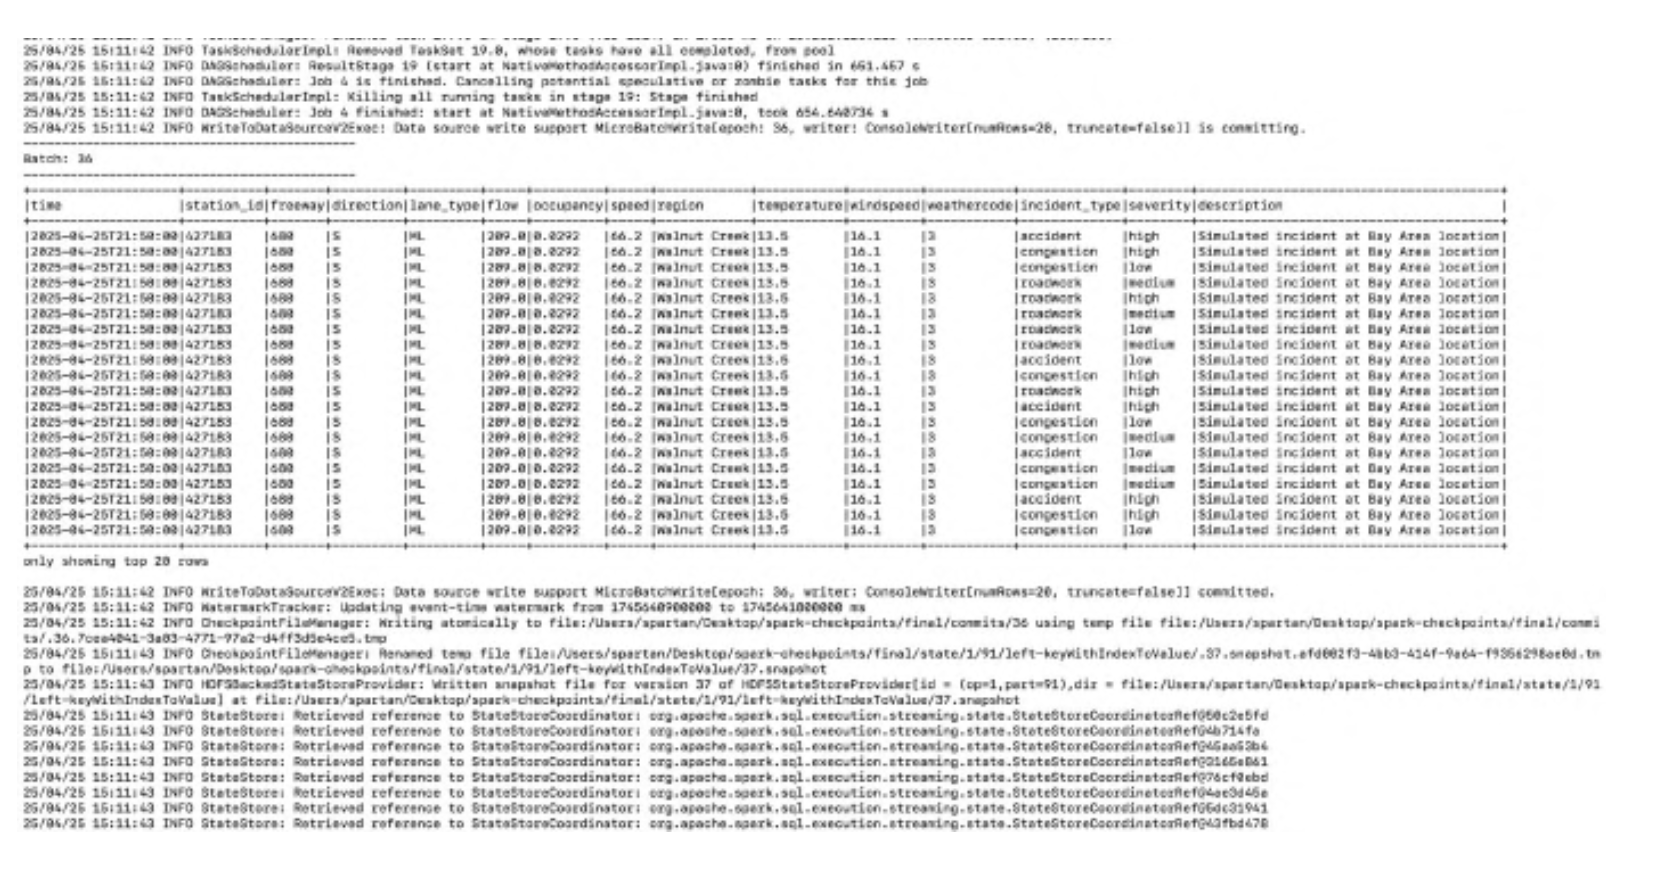 25/04/25 15:11:42 INFO TaskSchedulerImpl: Removed TaskSet 19.0, whose tasks have all completed, from pool
25/04/25 15:11:42 INFO DAGScheduler: ResultStage 19 (start at NativeMethodAccessorImpl.java:0) finished in 651.457 s
25/04/25 15:11:42 INFO DAGScheduler: Job 4 is finished. Cancelling potential speculative or zombie tasks for this job
25/04/25 15:11:42 INFO TaskSchedulerImpl: Killing all running tasks in stage 19: Stage finished
25/04/25 15:11:42 INFO DAGScheduler: Job 4 finished: start at NativeMethodAccessorImpl.java:0, took 654.640734 s
25/04/25 15:11:42 INFO WriteToDataSourceV2Exec: Data source write support MicroBatchWrite[epoch: 36, writer: ConsoleWriter[numRows=20, truncate=false]] is committing.
Batch: 36
|time |station_id|freeway|direction|lane_type|flow |occupancy|speed|region |temperature|windspeed|weathercode|incident_type|severity|description |
|2025-04-25T21:50:00|427183 |680 |S |ML |209.0|0.0292 |66.2 |Walnut Creek|13.5 |16.1 |3 |accident |high |Simulated incident at Bay Area location|
|2025-04-25T21:50:00|427183 |680 |S |ML |209.0|0.0292 |66.2 |Walnut Creek|13.5 |16.1 |3 |congestion |high |Simulated incident at Bay Area location|
|2025-04-25T21:50:00|427183 |680 |S |ML |209.0|0.0292 |66.2 |Walnut Creek|13.5 |16.1 |3 |congestion |low |Simulated incident at Bay Area location|
|2025-04-25T21:50:00|427183 |680 |S |ML |209.0|0.0292 |66.2 |Walnut Creek|13.5 |16.1 |3 |roadwork |medium |Simulated incident at Bay Area location|
|2025-04-25T21:50:00|427183 |680 |S |ML |209.0|0.0292 |66.2 |Walnut Creek|13.5 |16.1 |3 |roadwork |high |Simulated incident at Bay Area location|
|2025-04-25T21:50:00|427183 |680 |S |ML |209.0|0.0292 |66.2 |Walnut Creek|13.5 |16.1 |3 |roadwork |medium |Simulated incident at Bay Area location|
|2025-04-25T21:50:00|427183 |680 |S |ML |209.0|0.0292 |66.2 |Walnut Creek|13.5 |16.1 |3 |roadwork |low |Simulated incident at Bay Area location|
|2025-04-25T21:50:00|427183 |680 |S |ML |209.0|0.0292 |66.2 |Walnut Creek|13.5 |16.1 |3 |roadwork |medium |Simulated incident at Bay Area location|
|2025-04-25T21:50:00|427183 |680 |S |ML |209.0|0.0292 |66.2 |Walnut Creek|13.5 |16.1 |3 |accident |low |Simulated incident at Bay Area location|
|2025-04-25T21:50:00|427183 |680 |S |ML |209.0|0.0292 |66.2 |Walnut Creek|13.5 |16.1 |3 |congestion |high |Simulated incident at Bay Area location|
|2025-04-25T21:50:00|427183 |680 |S |ML |209.0|0.0292 |66.2 |Walnut Creek|13.5 |16.1 |3 |roadwork |high |Simulated incident at Bay Area location|
|2025-04-25T21:50:00|427183 |680 |S |ML |209.0|0.0292 |66.2 |Walnut Creek|13.5 |16.1 |3 |accident |high |Simulated incident at Bay Area location|
|2025-04-25T21:50:00|427183 |680 |S |ML |209.0|0.0292 |66.2 |Walnut Creek|13.5 |16.1 |3 |congestion |low |Simulated incident at Bay Area location|
|2025-04-25T21:50:00|427183 |680 |S |ML |209.0|0.0292 |66.2 |Walnut Creek|13.5 |16.1 |3 |congestion |medium |Simulated incident at Bay Area location|
|2025-04-25T21:50:00|427183 |680 |S |ML |209.0|0.0292 |66.2 |Walnut Creek|13.5 |16.1 |3 |accident |low |Simulated incident at Bay Area location|
|2025-04-25T21:50:00|427183 |680 |S |ML |209.0|0.0292 |66.2 |Walnut Creek|13.5 |16.1 |3 |congestion |medium |Simulated incident at Bay Area location|
|2025-04-25T21:50:00|427183 |680 |S |ML |209.0|0.0292 |66.2 |Walnut Creek|13.5 |16.1 |3 |congestion |medium |Simulated incident at Bay Area location|
|2025-04-25T21:50:00|427183 |680 |S |ML |209.0|0.0292 |66.2 |Walnut Creek|13.5 |16.1 |3 |accident |high |Simulated incident at Bay Area location|
|2025-04-25T21:50:00|427183 |680 |S |ML |209.0|0.0292 |66.2 |Walnut Creek|13.5 |16.1 |3 |congestion |high |Simulated incident at Bay Area location|
|2025-04-25T21:50:00|427183 |680 |S |ML |209.0|0.0292 |66.2 |Walnut Creek|13.5 |16.1 |3 |congestion |low |Simulated incident at Bay Area location|
only showing top 20 rows
25/04/25 15:11:42 INFO WriteToDataSourceV2Exec: Data source write support MicroBatchWrite[epoch: 36, writer: ConsoleWriter[numRows=20, truncate=false]] committed.
25/04/25 15:11:42 INFO WatermarkTracker: Updating event-time watermark from 1745640900000 to 1745641800000 ms
25/04/25 15:11:42 INFO CheckpointFileManager: Writing atomically to file:/Users/spartan/Desktop/spark-checkpoints/final/commits/36 using temp file file:/Users/spartan/Desktop/spark-checkpoints/final/commi
ts/.36.7cea4041-3a03-4771-97a2-d4ff3d5e4ce5.tmp
25/04/25 15:11:43 INFO CheckpointFileManager: Renamed temp file file:/Users/spartan/Desktop/spark-checkpoints/final/state/1/91/left-keyWithIndexToValue/.37.snapshot.afd002f3-4bb3-414f-9a64-f9356298ae0d.tm
p to file:/Users/spartan/Desktop/spark-checkpoints/final/state/1/91/left-keyWithIndexToValue/37.snapshot
25/04/25 15:11:43 INFO HDFSBackedStateStoreProvider: Written snapshot file for version 37 of HDFSStateStoreProvider[id = (op=1,part=91),dir = file:/Users/spartan/Desktop/spark-checkpoints/final/state/1/91
/left-keyWithIndexToValue] at file:/Users/spartan/Desktop/spark-checkpoints/final/state/1/91/left-keyWithIndexToValue/37.snapshot
25/04/25 15:11:43 INFO StateStore: Retrieved reference to StateStoreCoordinator: org.apache.spark.sql.execution.streaming.state.StateStoreCoordinatorRef@50c2e5fd
25/04/25 15:11:43 INFO StateStore: Retrieved reference to StateStoreCoordinator: org.apache.spark.sql.execution.streaming.state.StateStoreCoordinatorRef@4b714fa
25/04/25 15:11:43 INFO StateStore: Retrieved reference to StateStoreCoordinator: org.apache.spark.sql.execution.streaming.state.StateStoreCoordinatorRef@45aa53b4
25/04/25 15:11:43 INFO StateStore: Retrieved reference to StateStoreCoordinator: org.apache.spark.sql.execution.streaming.state.StateStoreCoordinatorRef@3165e861
25/04/25 15:11:43 INFO StateStore: Retrieved reference to StateStoreCoordinator: org.apache.spark.sql.execution.streaming.state.StateStoreCoordinatorRef@76cf0ebd
25/04/25 15:11:43 INFO StateStore: Retrieved reference to StateStoreCoordinator: org.apache.spark.sql.execution.streaming.state.StateStoreCoordinatorRef@4ae3d45e
25/04/25 15:11:43 INFO StateStore: Retrieved reference to StateStoreCoordinator: org.apache.spark.sql.execution.streaming.state.StateStoreCoordinatorRef@5dc31941
25/04/25 15:11:43 INFO StateStore: Retrieved reference to StateStoreCoordinator: org.apache.spark.sql.execution.streaming.state.StateStoreCoordinatorRef@43fbd478